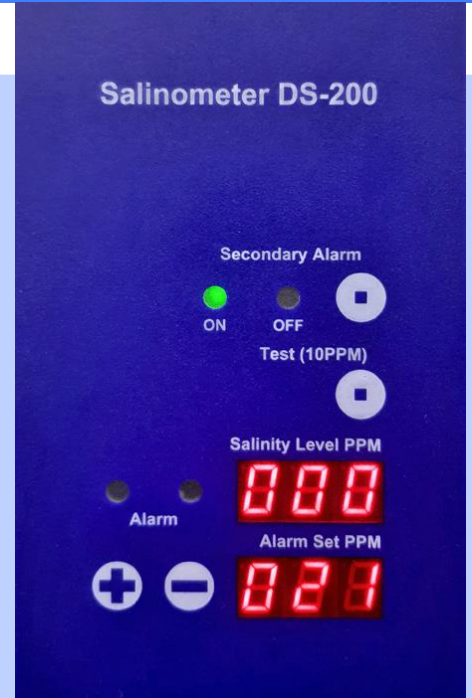 Salinometer DS-200
Secondary Alarm
ON OFF
Test (10PPM)
Salinity Level PPM
000
Alarm
Alarm Set PPM
021